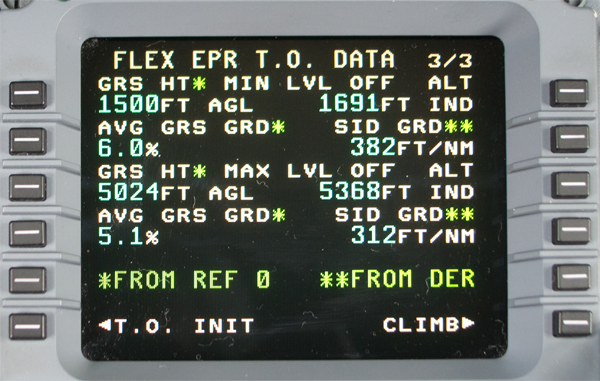 FLEX EPR T.O. DATA 3/3
GRS HT* MIN LVL OFF ALT
1500FT AGL 1691FT IND
AVG GRS GRD* SID GRD**
6.0% 382FT/NM
GRS HT* MAX LVL OFF ALT
5024FT AGL 5368FT IND
AVG GRS GRD* SID GRD**
5.1% 312FT/NM
*FROM REF 0 **FROM DER
◀T.O. INIT CLIMB▶